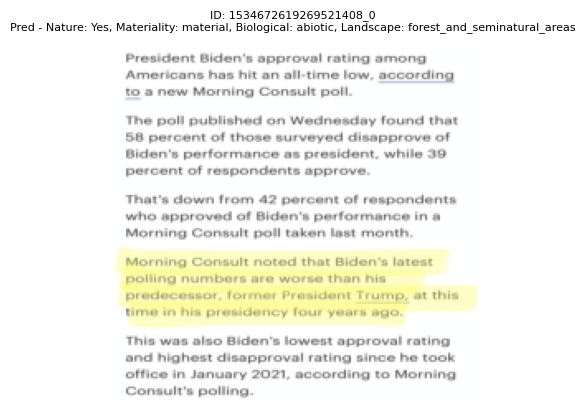 ID: 1534672619269521408_0
Pred - Nature: Yes, Materiality: material, Biological: abiotic, Landscape: forest_and_seminatural_areas
President Biden's approval rating among
Americans has hit an all-time low, according
to a new Morning Consult poll.
The poll published on Wednesday found that
58 percent of those surveyed disapprove of
Biden's performance as president, while 39
percent of respondents approve.
That's down from 42 percent of respondents
who approved of Biden's performance in a
Morning Consult poll taken last month.
Morning Consult noted that Biden's latest
polling numbers are worse than his
predecessor, former President Trump, at this
time in his presidency four years ago.
This was also Biden's lowest approval rating
and highest disapproval rating since he took
office in January 2021, according to Morning
Consult's polling.